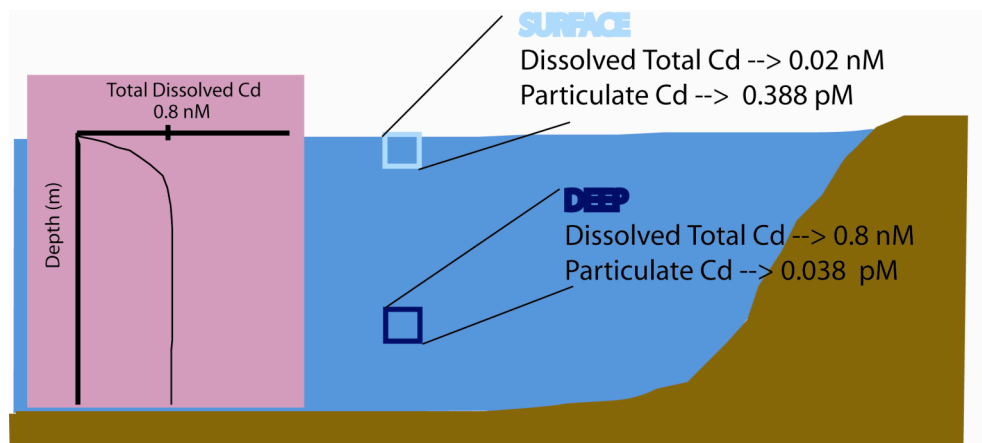 SURFACE
Dissolved Total Cd --> 0.02 nM
Particulate Cd --> 0.388 pM
Total Dissolved Cd
0.8 nM
Depth (m)
DEEP
Dissolved Total Cd --> 0.8 nM
Particulate Cd --> 0.038 pM